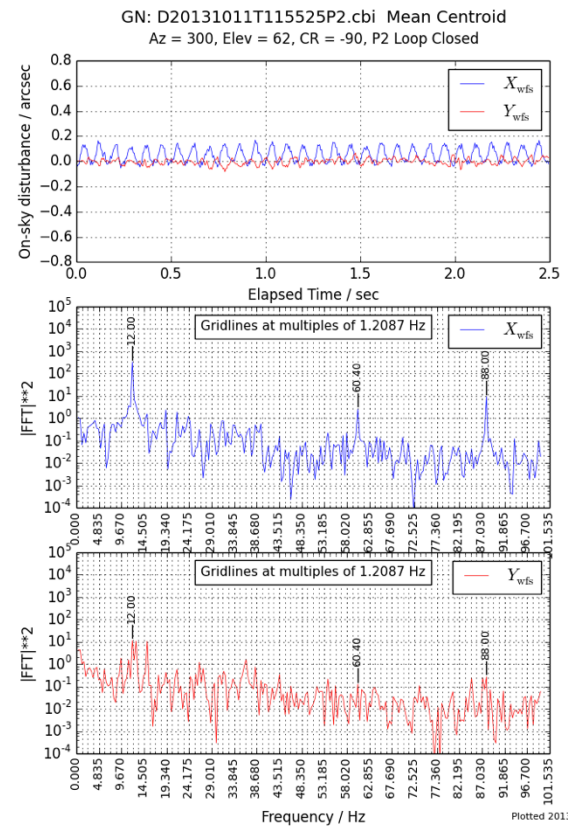 GN: D20131011T115525P2.cbi Mean Centroid
Az = 300, Elev = 62, CR = -90, P2 Loop Closed
On-sky disturbance / arcsec
0.8
0.6
0.4
0.2
0.0
−0.2
−0.4
−0.6
−0.8
X_wfs
Y_wfs
0.0 0.5 1.0 1.5 2.0 2.5
Elapsed Time / sec
|FFT|**2
10^5
10^4
10^3
10^2
10^1
10^0
10^-1
10^-2
10^-3
10^-4
Gridlines at multiples of 1.2087 Hz
X_wfs
12.00
60.40
88.00
0.000 4.835 9.670 14.505 19.340 24.175 29.010 33.845 38.680 43.515 48.350 53.185 58.020 62.855 67.690 72.525 77.360 82.195 87.030 91.865 96.700 101.535
|FFT|**2
10^5
10^4
10^3
10^2
10^1
10^0
10^-1
10^-2
10^-3
10^-4
Gridlines at multiples of 1.2087 Hz
Y_wfs
12.00
60.40
88.00
0.000 4.835 9.670 14.505 19.340 24.175 29.010 33.845 38.680 43.515 48.350 53.185 58.020 62.855 67.690 72.525 77.360 82.195 87.030 91.865 96.700 101.535
Frequency / Hz
Plotted 2013